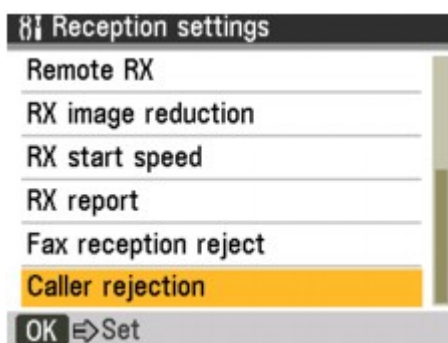 Reception settings
Remote RX
RX image reduction
RX start speed
RX report
Fax reception reject
Caller rejection
OK Set